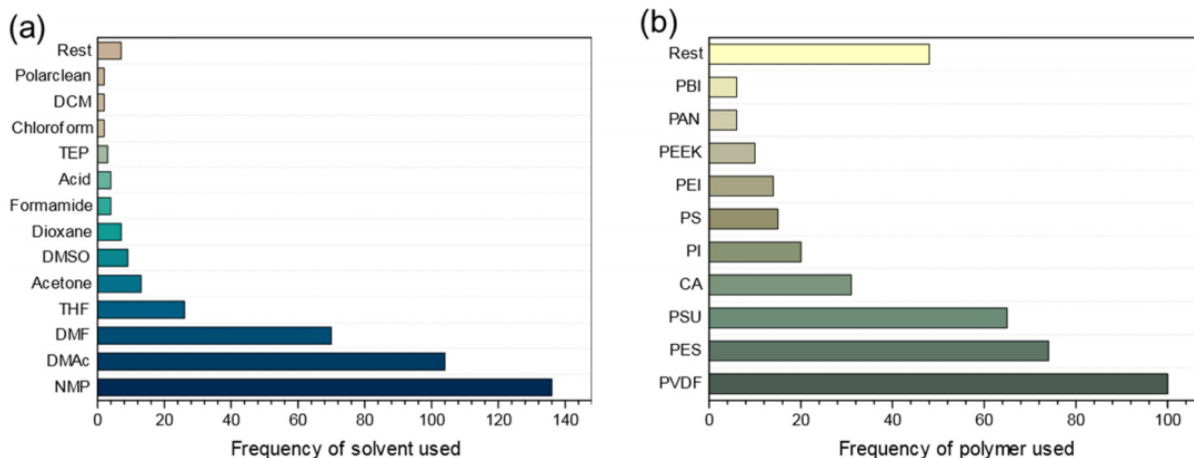 (a)
Rest
Polarclean
DCM
Chloroform
TEP
Acid
Formamide
Dioxane
DMSO
Acetone
THF
DMF
DMAc
NMP
0 20 40 60 80 100 120 140
Frequency of solvent used
(b)
Rest
PBI
PAN
PEEK
PEI
PS
PI
CA
PSU
PES
PVDF
0 20 40 60 80 100
Frequency of polymer used